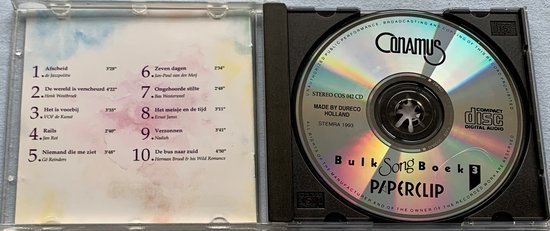 1. Afscheid 3'28"
de Jazzpolitie
2. De wereld is verscheurd 4'22"
Henk Westbroek
3. Het is voorbij 3'55"
VOF de Kunst
4. Rails 2'40"
Jan Rot
5. Niemand die me ziet 3'48"
Gé Reinders
6. Zeven dagen 2'34"
Jan-Paul van der Meij
7. Ongehoorde stilte 2'40"
Bas Westerweel
8. Het meisje en de tijd 3'11"
Ernst Jansz
9. Verzonnen 3'41"
Nadieh
10. De bus naar zuid 4'50"
Herman Brood & his Wild Romance
CONAMUS
STEREO COS 042 CD
MADE BY DURECO
HOLLAND
STEMRA 1993
COMPACT
disc
DIGITAL AUDIO
Bulk Song Boek 3
PAPERCLIP